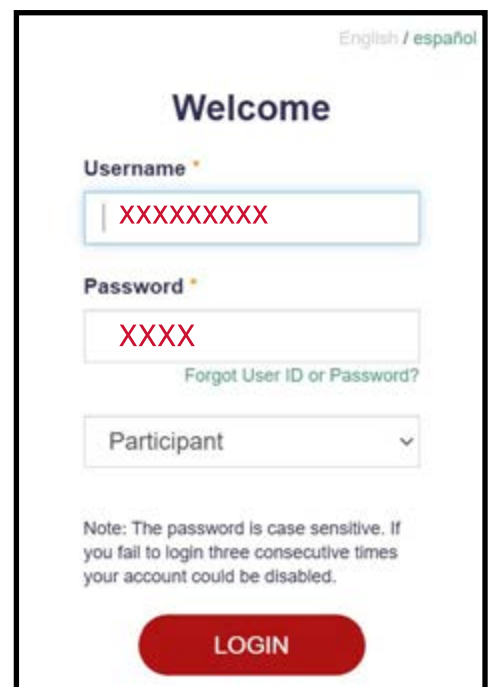 English / español
Welcome
Username *
XXXXXXXXX
Password *
XXXX
Forgot User ID or Password?
Participant
Note: The password is case sensitive. If
you fail to login three consecutive times
your account could be disabled.
LOGIN